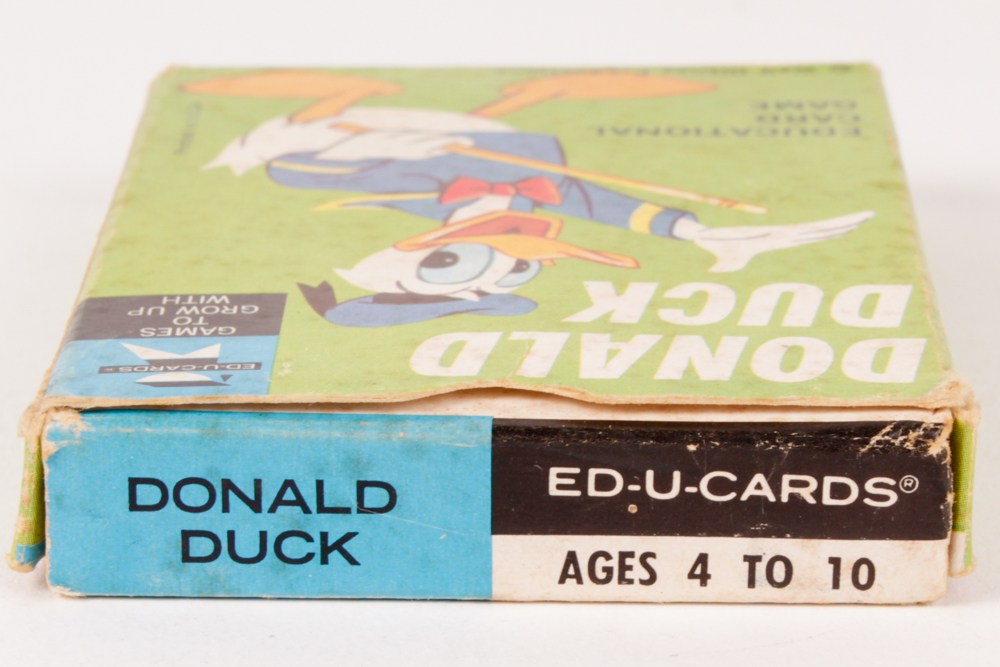 EDUCATIONAL
CARD
GAME
DONALD
DUCK
GAMES
TO
GROW UP
WITH
ED-U-CARDS®
DONALD
DUCK
ED-U-CARDS®
AGES 4 TO 10